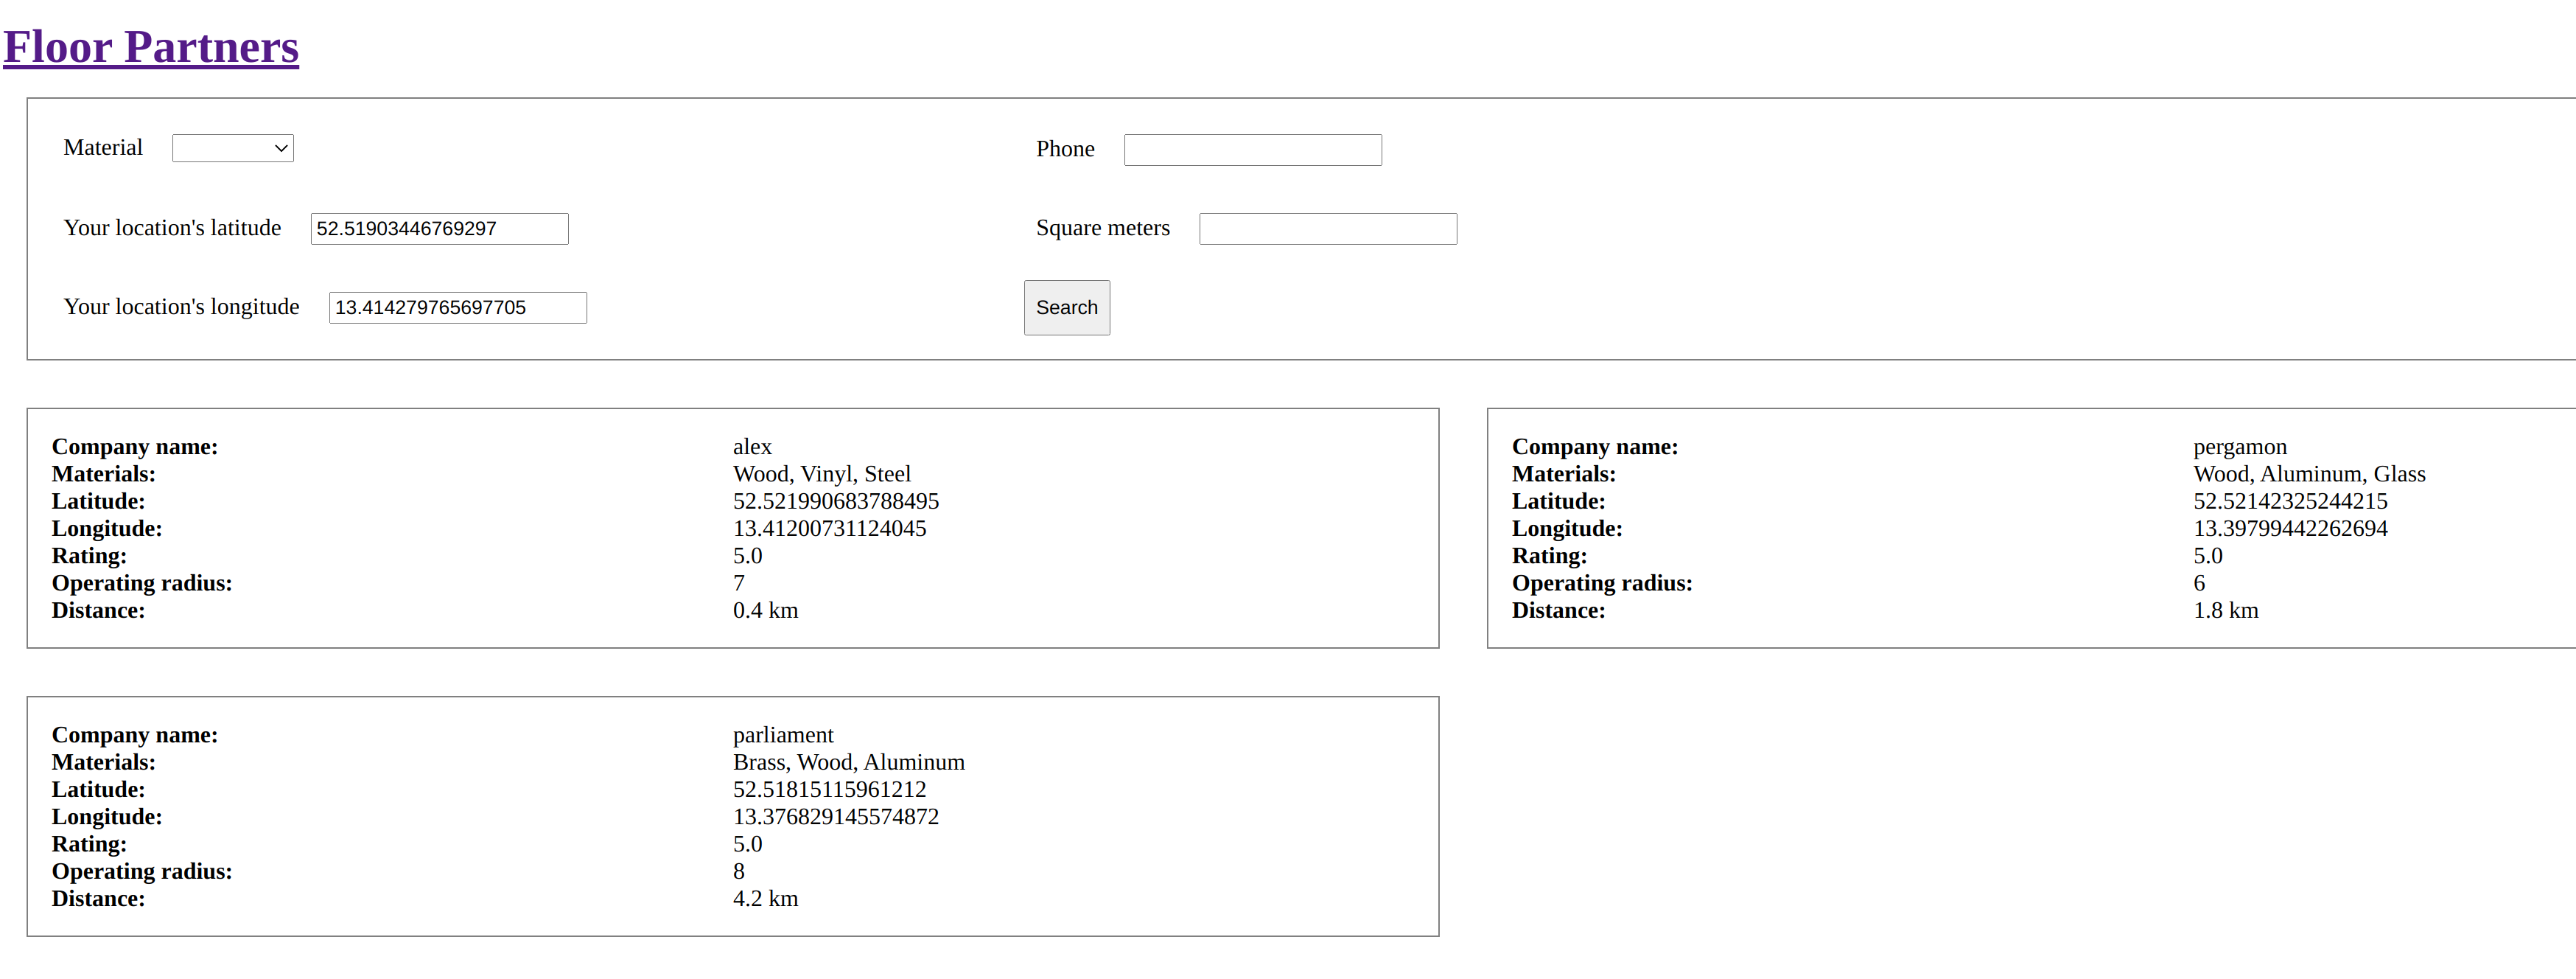 Floor Partners
Material
Phone
Your location's latitude 52.51903446769297
Square meters
Your location's longitude 13.414279765697705
Search
Company name: alex
Materials: Wood, Vinyl, Steel
Latitude: 52.521990683788495
Longitude: 13.41200731124045
Rating: 5.0
Operating radius: 7
Distance: 0.4 km
Company name: pergamon
Materials: Wood, Aluminum, Glass
Latitude: 52.52142325244215
Longitude: 13.39799442262694
Rating: 5.0
Operating radius: 6
Distance: 1.8 km
Company name: parliament
Materials: Brass, Wood, Aluminum
Latitude: 52.51815115961212
Longitude: 13.376829145574872
Rating: 5.0
Operating radius: 8
Distance: 4.2 km